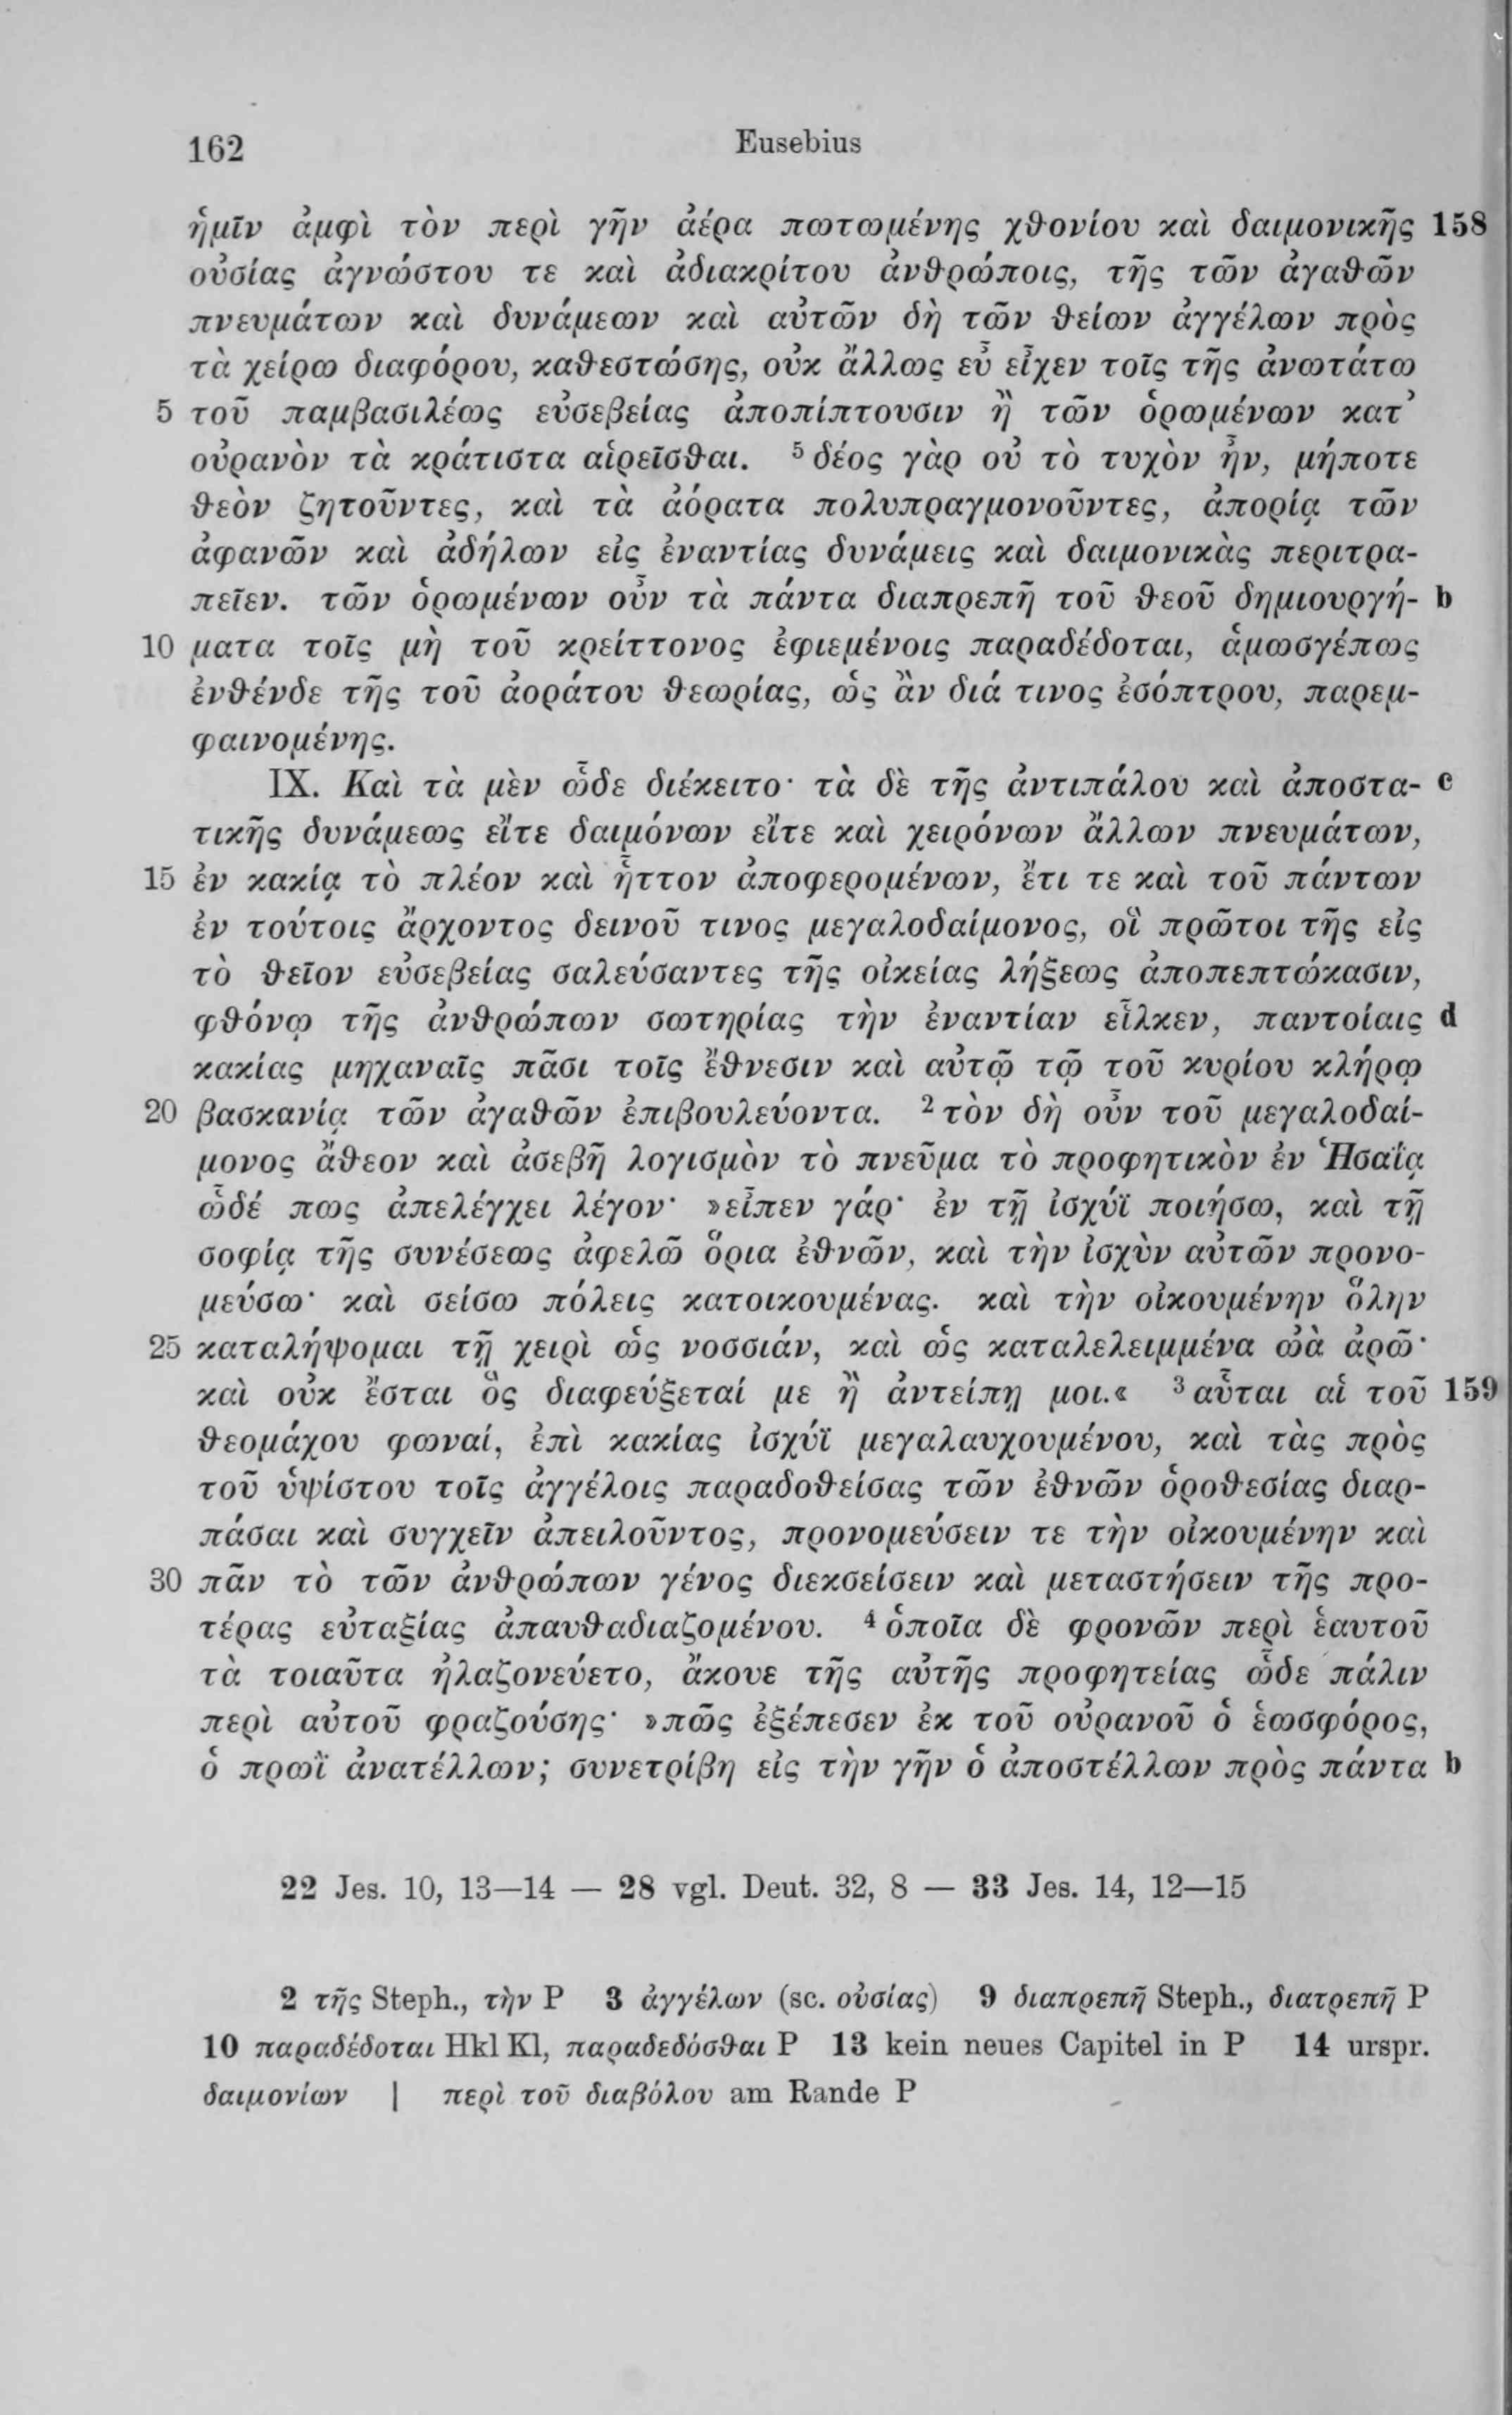 162 Eusebius
ἡμῖν ἀμφὶ τὸν περὶ γῆν ἀέρα πωτωμένης χθονίου καὶ δαιμονικῆς 158
οὐσίας ἀγνώστου τε καὶ ἀδιακρίτου ἀνθρώποις, τῆς τῶν ἀγαθῶν
πνευμάτων καὶ δυνάμεων καὶ αὐτῶν δὴ τῶν θείων ἀγγέλων πρὸς
τὰ χείρω διαφόρου, καθεστώσης, οὐκ ἄλλως εὖ εἶχεν τοῖς τῆς ἀνωτάτω
5 τοῦ παμβασιλέως εὐσεβείας ἀποπίπτουσιν ἢ τῶν ὁρωμένων κατ’
οὐρανὸν τὰ κράτιστα αἱρεῖσθαι. ⁵ δέος γὰρ οὐ τὸ τυχὸν ἦν, μήποτε
θεὸν ζητοῦντες, καὶ τὰ ἀόρατα πολυπραγμονοῦντες, ἀπορίᾳ τῶν
ἀφανῶν καὶ ἀδήλων εἰς ἐναντίας δυνάμεις καὶ δαιμονικὰς περιτρα-
πεῖεν. τῶν ὁρωμένων οὖν τὰ πάντα διαπρεπῆ τοῦ θεοῦ δημιουργή- b
10 ματα τοῖς μὴ τοῦ κρείττονος ἐφιεμένοις παραδέδοται, ἁμωσγέπως
ἐνθένδε τῆς τοῦ ἀοράτου θεωρίας, ὡς ἂν διά τινος ἐσόπτρου, παρεμ-
φαινομένης.
IX. Καὶ τὰ μὲν ὧδε διέκειτο· τὰ δὲ τῆς ἀντιπάλου καὶ ἀποστα- c
τικῆς δυνάμεως εἴτε δαιμόνων εἴτε καὶ χειρόνων ἄλλων πνευμάτων,
15 ἐν κακίᾳ τὸ πλέον καὶ ἧττον ἀποφερομένων, ἔτι τε καὶ τοῦ πάντων
ἐν τούτοις ἄρχοντος δεινοῦ τινος μεγαλοδαίμονος, οἳ πρῶτοι τῆς εἰς
τὸ θεῖον εὐσεβείας σαλεύσαντες τῆς οἰκείας λήξεως ἀποπεπτώκασιν,
φθόνῳ τῆς ἀνθρώπων σωτηρίας τὴν ἐναντίαν εἷλκεν, παντοίαις d
κακίας μηχαναῖς πᾶσι τοῖς ἔθνεσιν καὶ αὐτῷ τῷ τοῦ κυρίου κλήρῳ
20 βασκανίᾳ τῶν ἀγαθῶν ἐπιβουλεύοντα. ² τὸν δὴ οὖν τοῦ μεγαλοδαί-
μονος ἄθεον καὶ ἀσεβῆ λογισμὸν τὸ πνεῦμα τὸ προφητικὸν ἐν Ἡσαΐᾳ
ὧδέ πως ἀπελέγχει λέγον· »εἶπεν γάρ· ἐν τῇ ἰσχύϊ ποιήσω, καὶ τῇ
σοφίᾳ τῆς συνέσεως ἀφελῶ ὅρια ἐθνῶν, καὶ τὴν ἰσχὺν αὐτῶν προνο-
μεύσω· καὶ σείσω πόλεις κατοικουμένας. καὶ τὴν οἰκουμένην ὅλην
25 καταλήψομαι τῇ χειρὶ ὡς νοσσιάν, καὶ ὡς καταλελειμμένα ὠὰ ἀρῶ·
καὶ οὐκ ἔσται ὃς διαφεύξεταί με ἢ ἀντείπῃ μοι.« ³ αὗται αἱ τοῦ 159
θεομάχου φωναί, ἐπὶ κακίας ἰσχύϊ μεγαλαυχουμένου, καὶ τὰς πρὸς
τοῦ ὑψίστου τοῖς ἀγγέλοις παραδοθείσας τῶν ἐθνῶν ὁροθεσίας διαρ-
πάσαι καὶ συγχεῖν ἀπειλοῦντος, προνομεύσειν τε τὴν οἰκουμένην καὶ
30 πᾶν τὸ τῶν ἀνθρώπων γένος διεκσείσειν καὶ μεταστήσειν τῆς προ-
τέρας εὐταξίας ἀπαυθαδιαζομένου. ⁴ ὁποῖα δὲ φρονῶν περὶ ἑαυτοῦ
τὰ τοιαῦτα ἠλαζονεύετο, ἄκουε τῆς αὐτῆς προφητείας ὧδε πάλιν
περὶ αὐτοῦ φραζούσης· »πῶς ἐξέπεσεν ἐκ τοῦ οὐρανοῦ ὁ ἑωσφόρος,
ὁ πρωῒ ἀνατέλλων; συνετρίβη εἰς τὴν γῆν ὁ ἀποστέλλων πρὸς πάντα b
22 Jes. 10, 13—14 — 28 vgl. Deut. 32, 8 — 33 Jes. 14, 12—15
2 τῆς Steph., τὴν P 3 ἀγγέλων (sc. οὐσίας) 9 διαπρεπῆ Steph., διατρεπῆ P
10 παραδέδοται Hkl Kl, παραδεδόσθαι P 13 kein neues Capitel in P 14 urspr.
δαιμονίων | περὶ τοῦ διαβόλου am Rande P